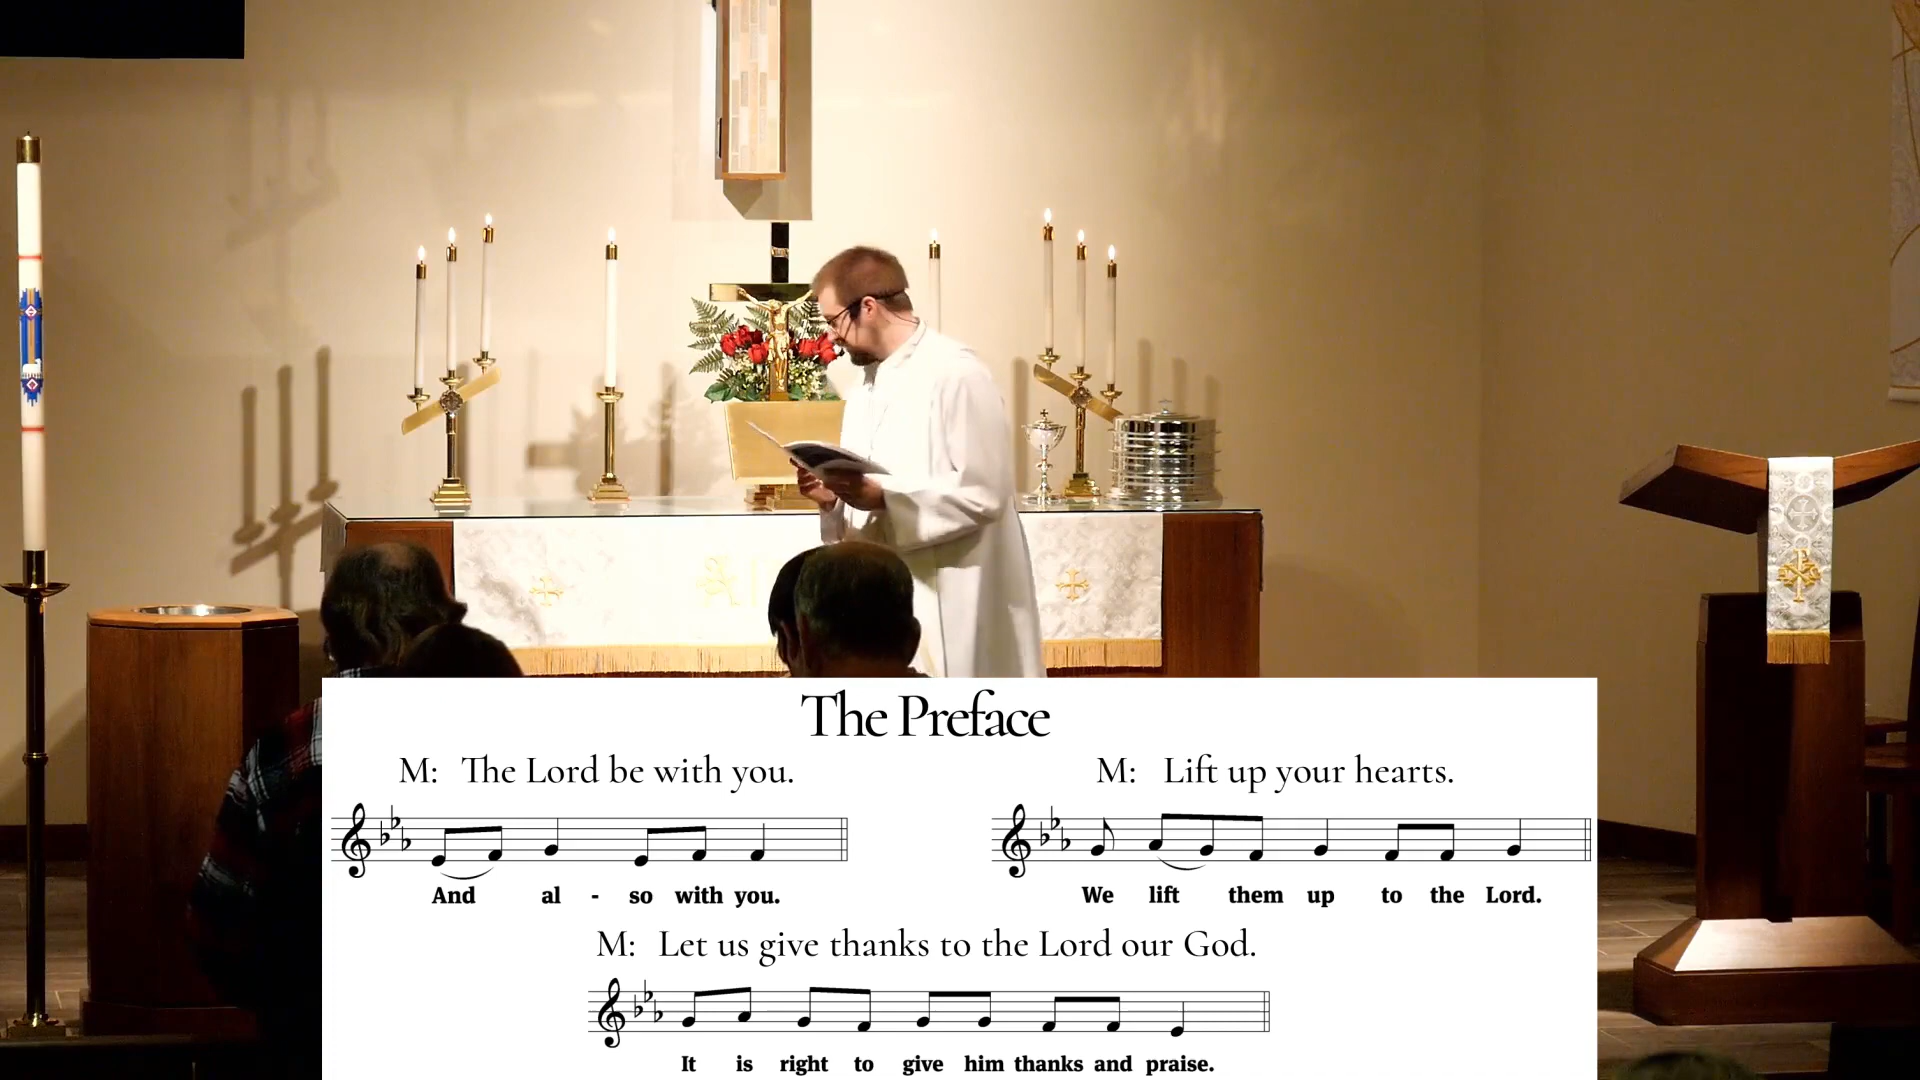 The Preface
M: The Lord be with you.
And al - so with you.
M: Lift up your hearts.
We lift them up to the Lord.
M: Let us give thanks to the Lord our God.
It is right to give him thanks and praise.